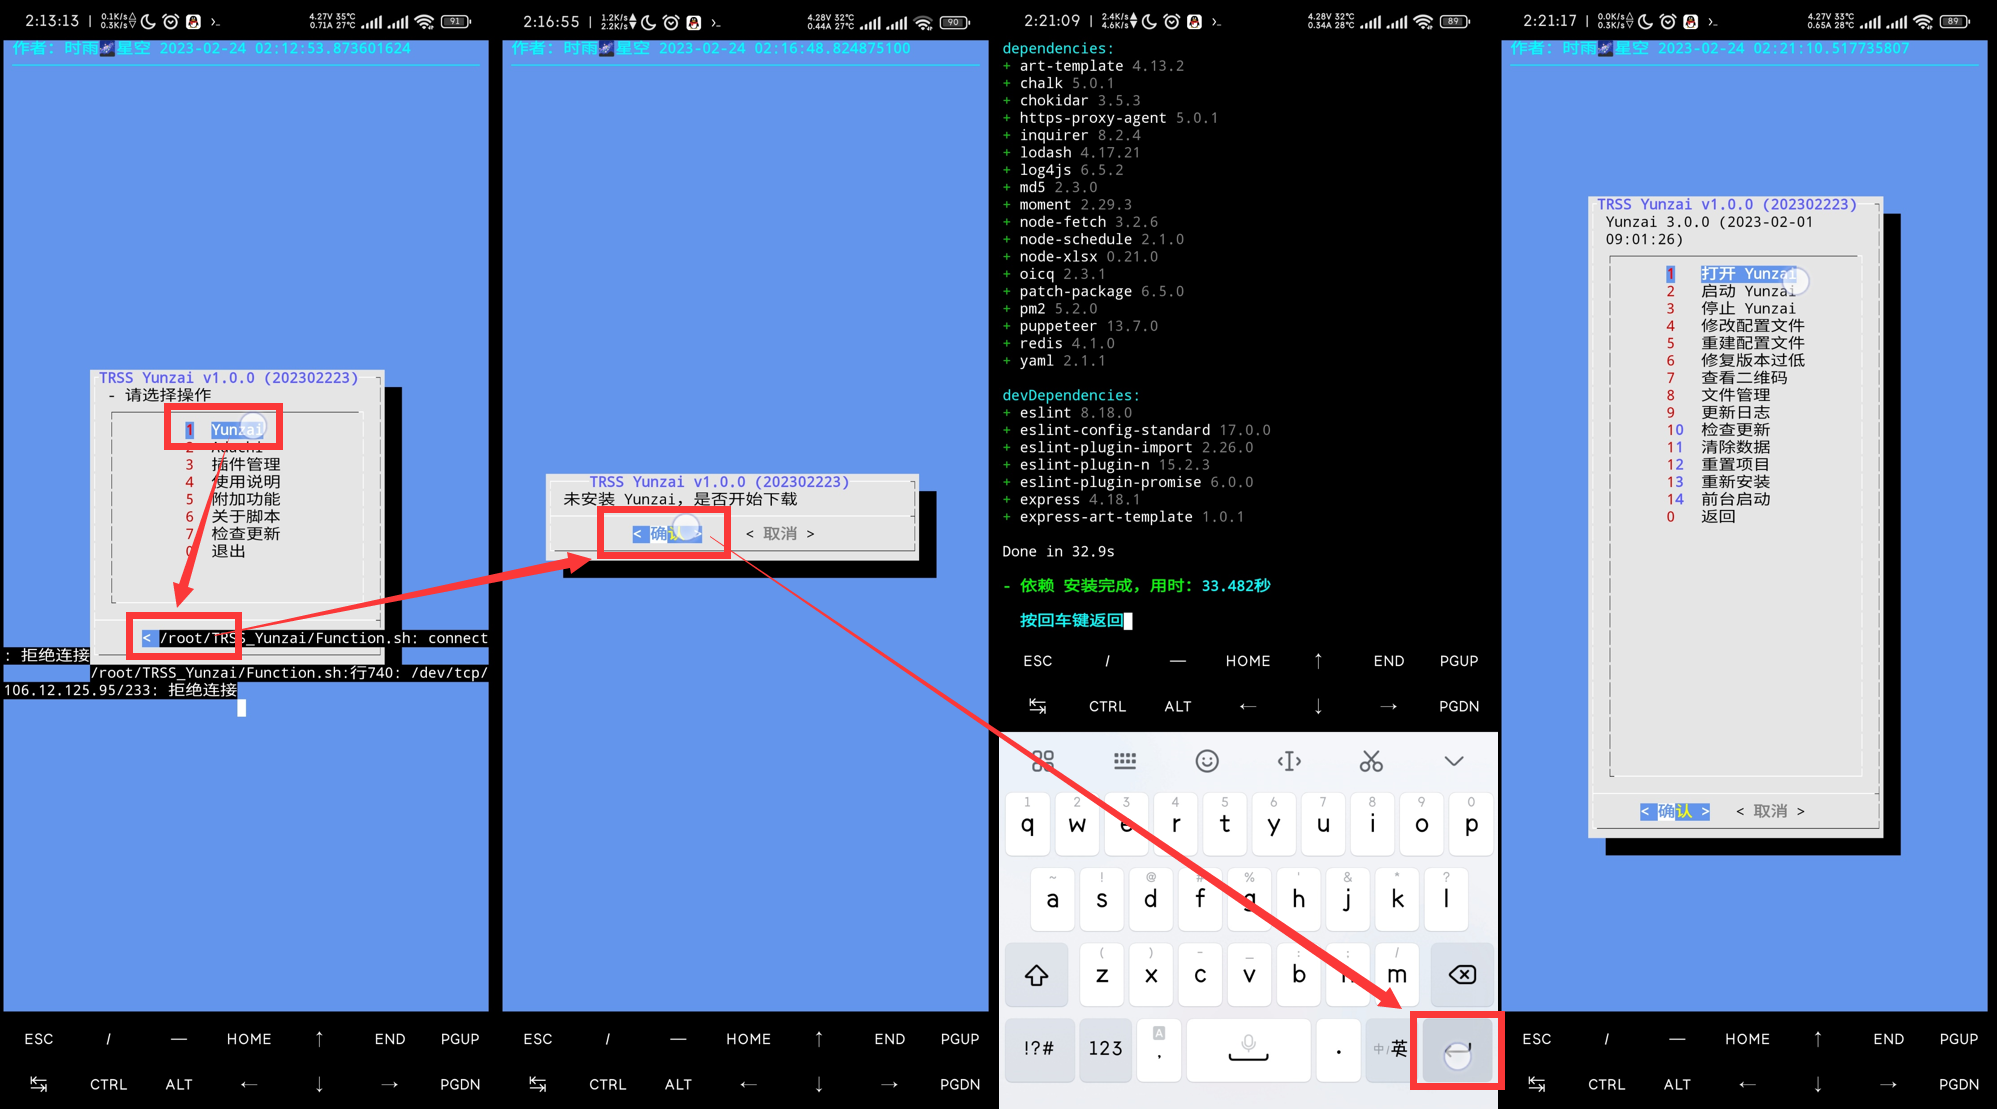 2:13:13 | 0.1K/s 0.3K/s 4.27V 35℃ 0.71A 27℃ 91
作者：时雨🌌星空 2023-02-24 02:12:53.873601624
TRSS Yunzai v1.0.0 (202302223)
- 请选择操作
1 Yunzai
2 Adachi
3 插件管理
4 使用说明
5 附加功能
6 关于脚本
7 检查更新
0 退出
< /root/TRSS_Yunzai/Function.sh: connect
: 拒绝连接
/root/TRSS_Yunzai/Function.sh:行740: /dev/tcp/
106.12.125.95/233: 拒绝连接
ESC / — HOME ↑ END PGUP
↹ CTRL ALT ← ↓ → PGDN
2:16:55 | 1.2K/s 2.2K/s 4.28V 32℃ 0.44A 27℃ 90
作者：时雨🌌星空 2023-02-24 02:16:48.824875100
TRSS Yunzai v1.0.0 (202302223)
未安装 Yunzai，是否开始下载
< 确认 > < 取消 >
ESC / — HOME ↑ END PGUP
↹ CTRL ALT ← ↓ → PGDN
2:21:09 | 2.4K/s 4.6K/s 4.28V 32℃ 0.34A 28℃ 89
dependencies:
+ art-template 4.13.2
+ chalk 5.0.1
+ chokidar 3.5.3
+ https-proxy-agent 5.0.1
+ inquirer 8.2.4
+ lodash 4.17.21
+ log4js 6.5.2
+ md5 2.3.0
+ moment 2.29.3
+ node-fetch 3.2.6
+ node-schedule 2.1.0
+ node-xlsx 0.21.0
+ oicq 2.3.1
+ patch-package 6.5.0
+ pm2 5.2.0
+ puppeteer 13.7.0
+ redis 4.1.0
+ yaml 2.1.1
devDependencies:
+ eslint 8.18.0
+ eslint-config-standard 17.0.0
+ eslint-plugin-import 2.26.0
+ eslint-plugin-n 15.2.3
+ eslint-plugin-promise 6.0.0
+ express 4.18.1
+ express-art-template 1.0.1
Done in 32.9s
- 依赖 安装完成，用时：33.482秒
按回车键返回
ESC / — HOME ↑ END PGUP
↹ CTRL ALT ← ↓ → PGDN
1 2 3 4 5 6 7 8 9 0
q w e r t y u i o p
~ ! @ # % ' & * ?
a s d f g h j k l
( ) - _ : ; /
z x c v b n m
!?# 123 A , . 中/英
2:21:17 | 0.0K/s 0.3K/s 4.27V 33℃ 0.65A 28℃ 89
作者：时雨🌌星空 2023-02-24 02:21:10.517735807
TRSS Yunzai v1.0.0 (202302223)
Yunzai 3.0.0 (2023-02-01
09:01:26)
1 打开 Yunzai
2 启动 Yunzai
3 停止 Yunzai
4 修改配置文件
5 重建配置文件
6 修复版本过低
7 查看二维码
8 文件管理
9 更新日志
10 检查更新
11 清除数据
12 重置项目
13 重新安装
14 前台启动
0 返回
< 确认 > < 取消 >
ESC / — HOME ↑ END PGUP
↹ CTRL ALT ← ↓ → PGDN